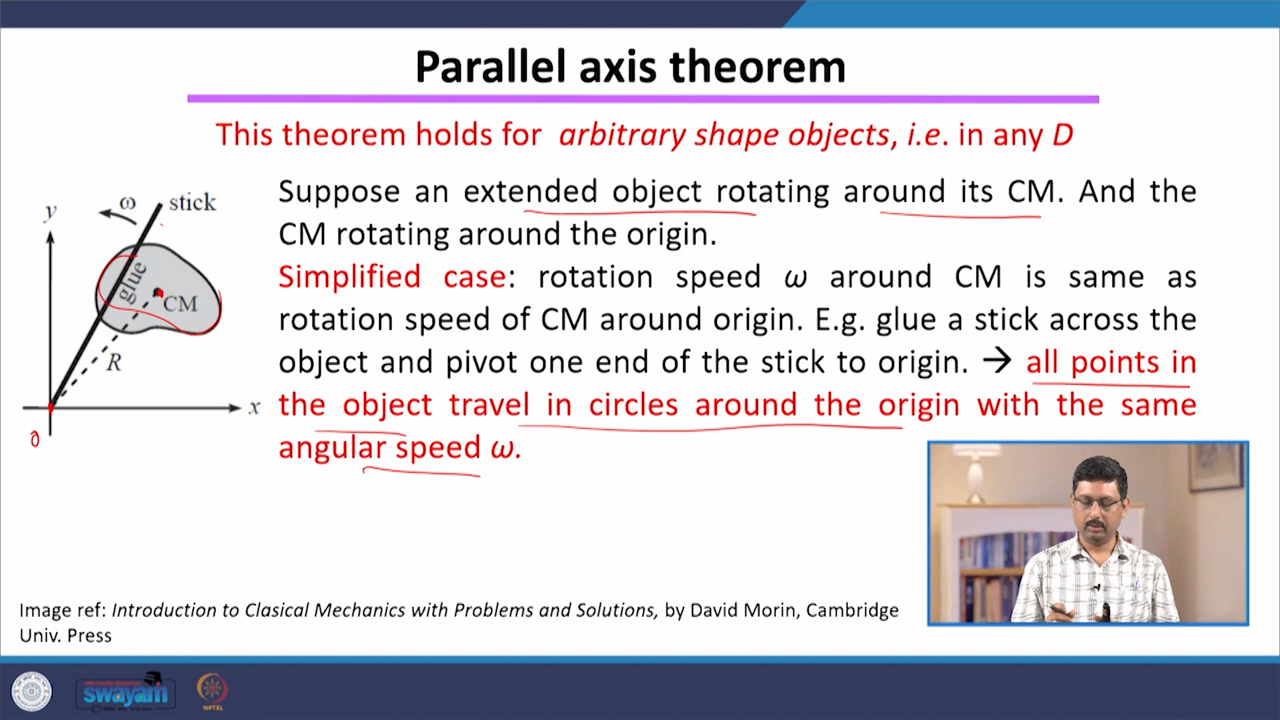 Parallel axis theorem
This theorem holds for arbitrary shape objects, i.e. in any D
y
ω
stick
glue
CM
R
x
0
Suppose an extended object rotating around its CM. And the
CM rotating around the origin.
Simplified case: rotation speed ω around CM is same as
rotation speed of CM around origin. E.g. glue a stick across the
object and pivot one end of the stick to origin. → all points in
the object travel in circles around the origin with the same
angular speed ω.
Image ref: Introduction to Clasical Mechanics with Problems and Solutions, by David Morin, Cambridge
Univ. Press
swayam
NPTEL